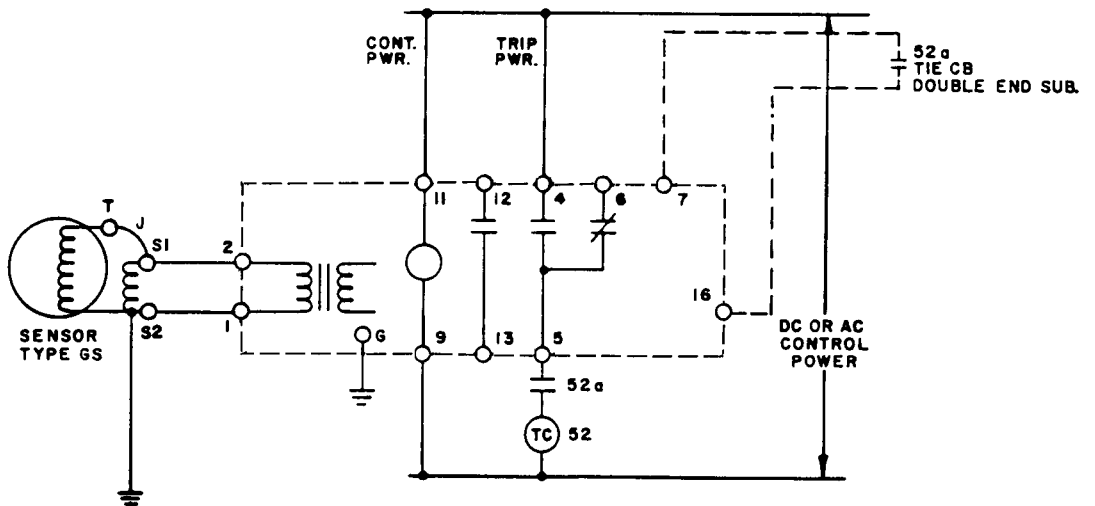 CONT.
PWR.
TRIP
PWR.
52a
TIE CB
DOUBLE END SUB.
11
12
4
6
7
T
J
S1
2
16
S2
1
SENSOR
TYPE GS
G
9
13
5
DC OR AC
CONTROL
POWER
52a
TC
52